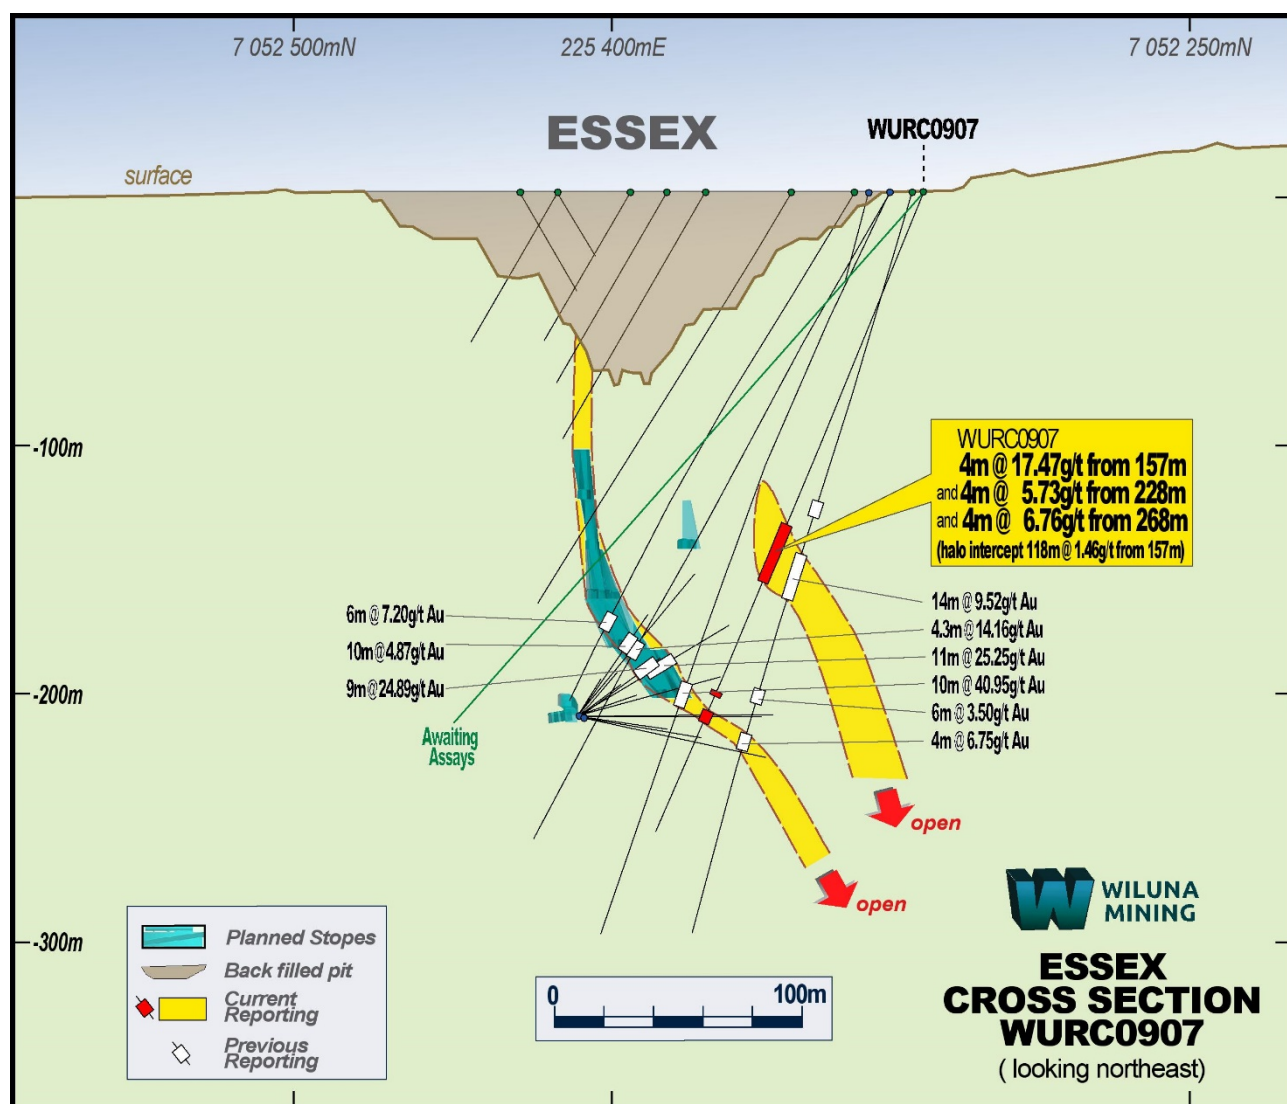 7 052 500mN
225 400mE
7 052 250mN
ESSEX
WURC0907
surface
-100m
WURC0907
4m @ 17.47g/t from 157m
and 4m @ 5.73g/t from 228m
and 4m @ 6.76g/t from 268m
(halo intercept 118m @ 1.46g/t from 157m)
6m @ 7.20g/t Au
10m @ 4.87g/t Au
9m @ 24.89g/t Au
14m @ 9.52g/t Au
4.3m @ 14.16g/t Au
11m @ 25.25g/t Au
10m @ 40.95g/t Au
6m @ 3.50g/t Au
4m @ 6.75g/t Au
-200m
Awaiting
Assays
open
open
-300m
Planned Stopes
Back filled pit
Current
Reporting
Previous
Reporting
0
100m
WILUNA
MINING
ESSEX
CROSS SECTION
WURC0907
( looking northeast)